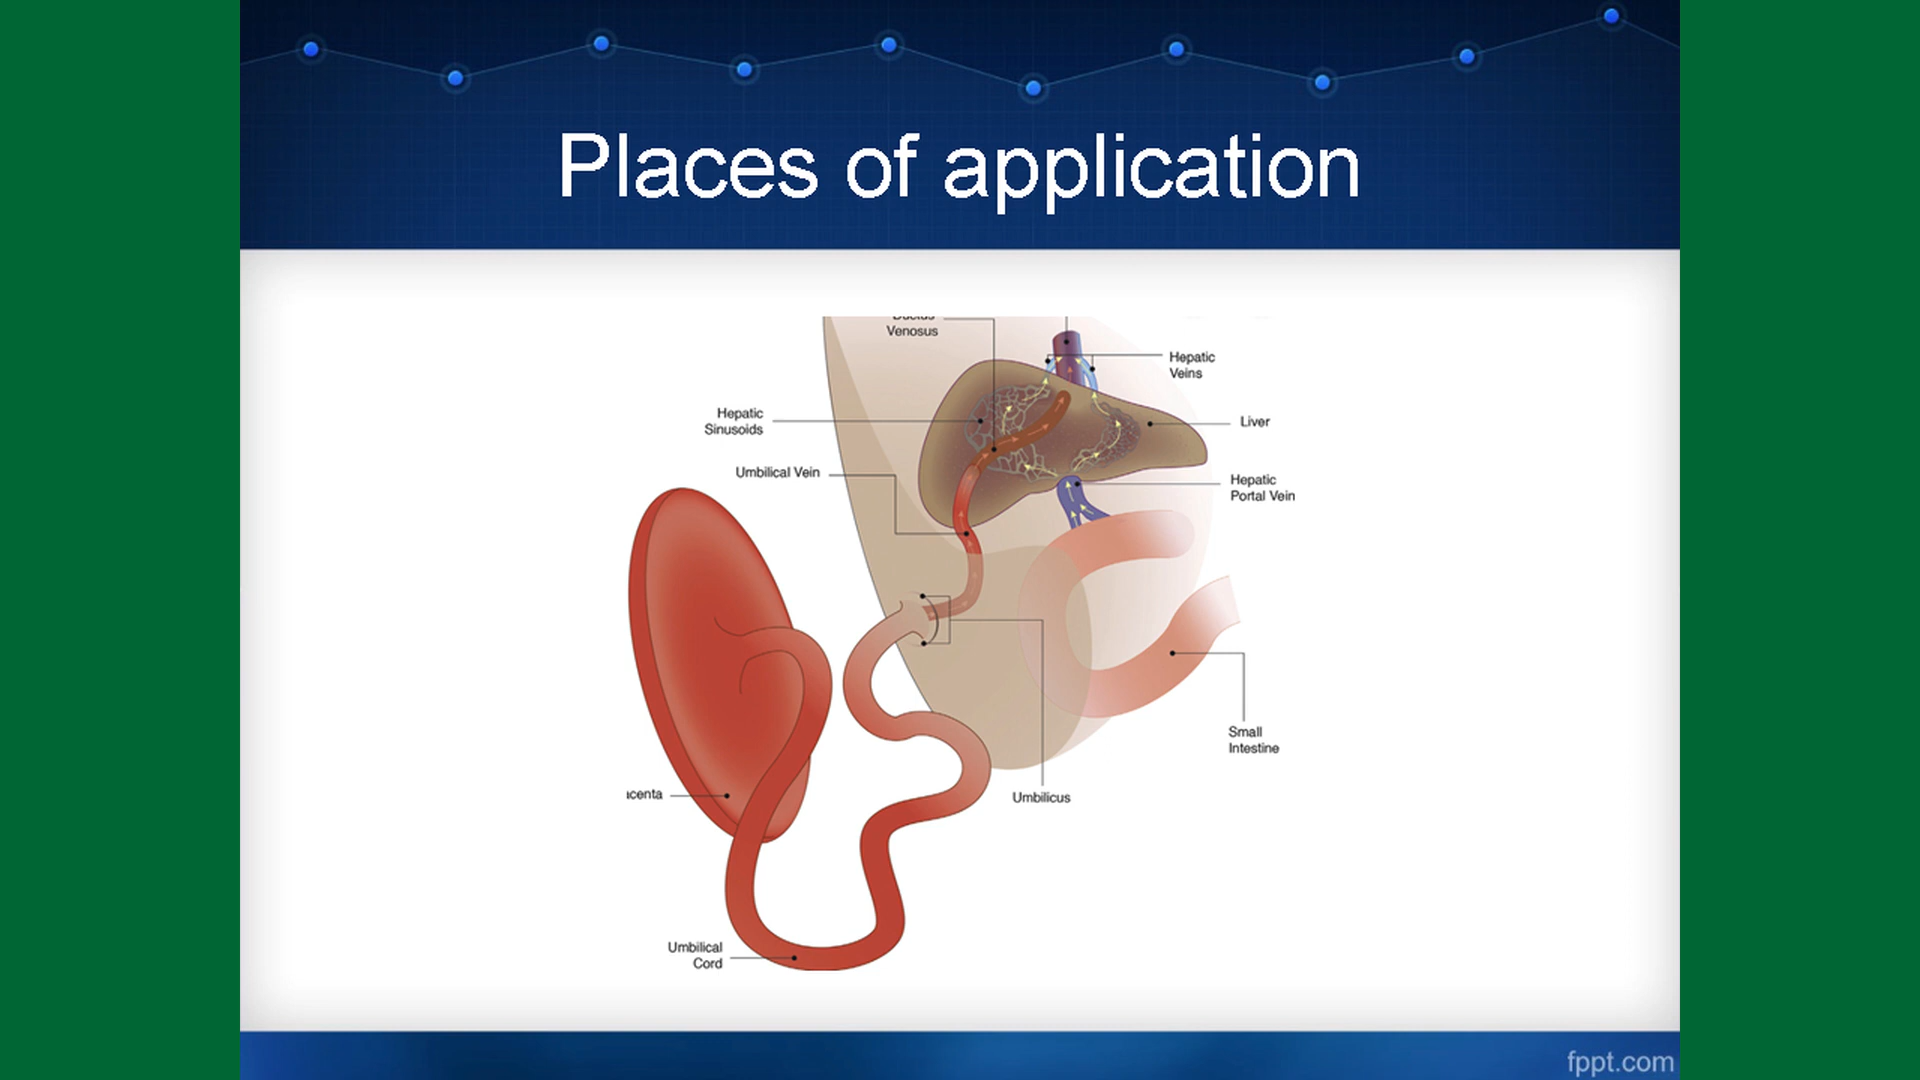 Places of application
Venosus
Hepatic
Veins
Hepatic
Sinusoids
Liver
Umbilical Vein
Hepatic
Portal Vein
Small
Intestine
icenta
Umbilicus
Umbilical
Cord
fppt.com